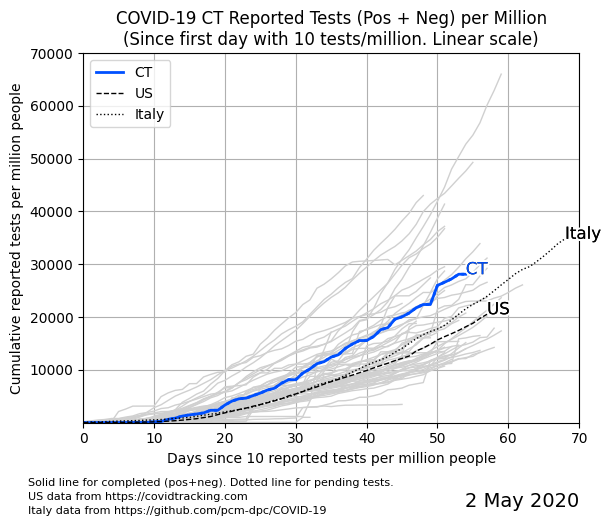 COVID-19 CT Reported Tests (Pos + Neg) per Million
(Since first day with 10 tests/million. Linear scale)
Cumulative reported tests per million people
70000
60000
50000
40000
30000
20000
10000
CT
US
Italy
Italy
CT
US
0 10 20 30 40 50 60 70
Days since 10 reported tests per million people
Solid line for completed (pos+neg). Dotted line for pending tests.
US data from https://covidtracking.com
Italy data from https://github.com/pcm-dpc/COVID-19
2 May 2020